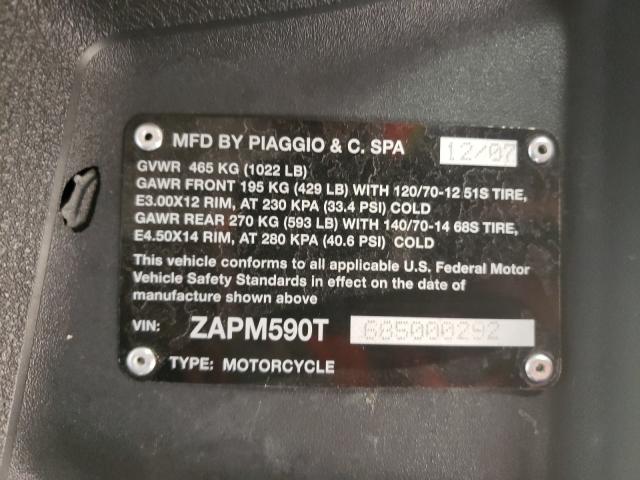 MFD BY PIAGGIO & C. SPA 12/07
GVWR 465 KG (1022 LB)
GAWR FRONT 195 KG (429 LB) WITH 120/70-12 51S TIRE,
E3.00X12 RIM, AT 230 KPA (33.4 PSI) COLD
GAWR REAR 270 KG (593 LB) WITH 140/70-14 68S TIRE,
E4.50X14 RIM, AT 280 KPA (40.6 PSI) COLD
This vehicle conforms to all applicable U.S. Federal Motor
Vehicle Safety Standards in effect on the date of
manufacture shown above
VIN: ZAPM590T 685000292
TYPE: MOTORCYCLE